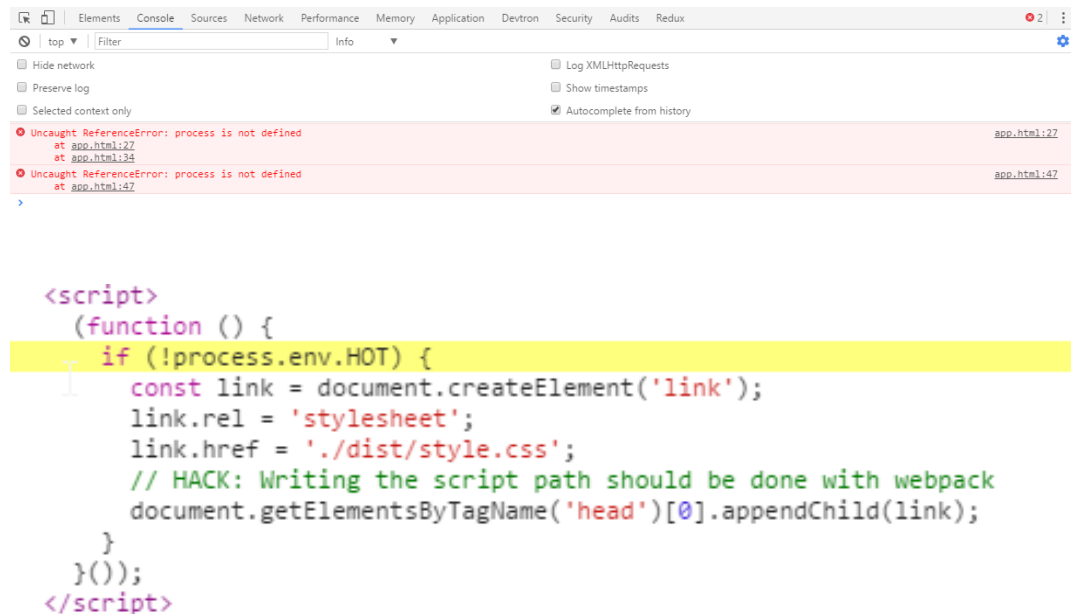 Elements Console Sources Network Performance Memory Application Devtron Security Audits Redux 2
top ▼ Filter Info ▼
Hide network Log XMLHttpRequests
Preserve log Show timestamps
Selected context only Autocomplete from history
Uncaught ReferenceError: process is not defined app.html:27
at app.html:27
at app.html:34
Uncaught ReferenceError: process is not defined app.html:47
at app.html:47
>
<script>
(function () {
if (!process.env.HOT) {
const link = document.createElement('link');
link.rel = 'stylesheet';
link.href = './dist/style.css';
// HACK: Writing the script path should be done with webpack
document.getElementsByTagName('head')[0].appendChild(link);
}
}());
</script>